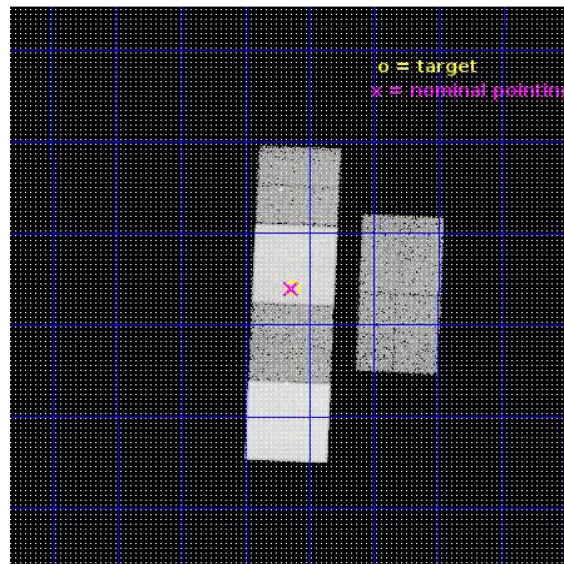 o = target
x = nominal pointin